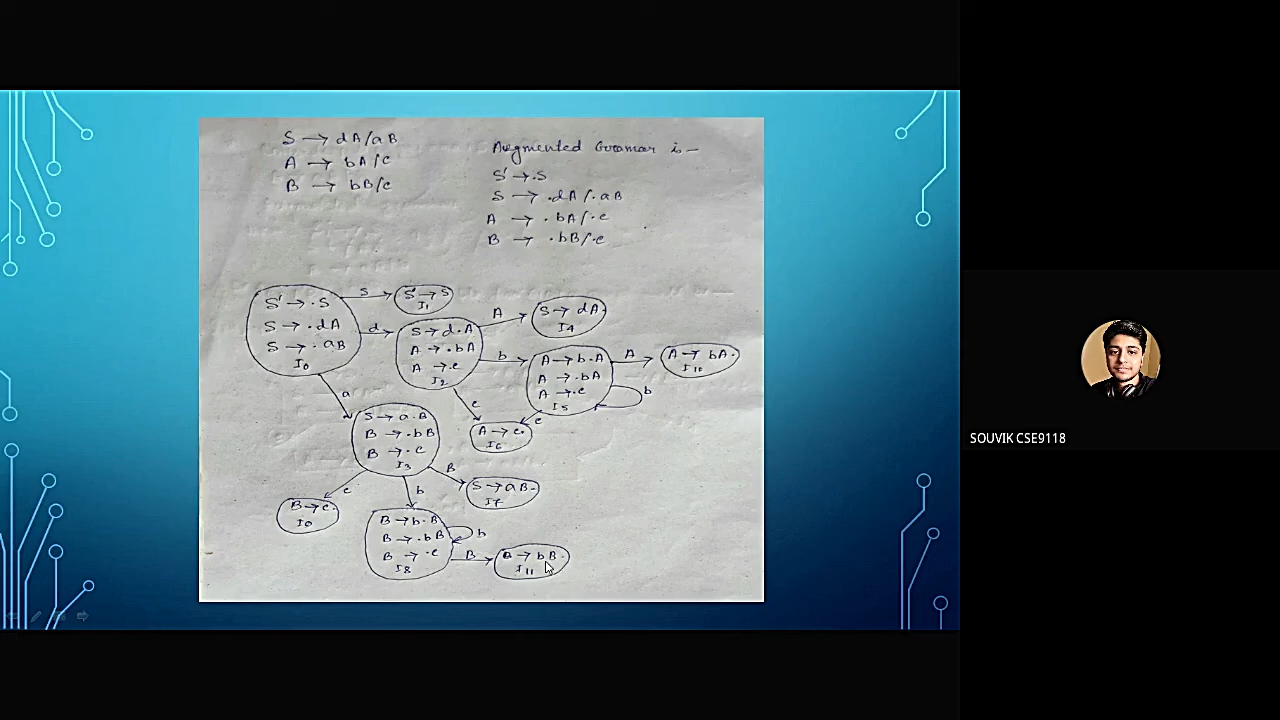 S → dA/aB
A → bA/c
B → bB/c
Augmented Grammar is –
S' → .S
S → .dA/.aB
A → .bA/.c
B → .bB/.c
S' → .S
S → .dA
S → .aB
I0
S
S' → S
I1
d
S → d.A
A → .bA
A → .c
I2
A
S → dA.
I4
b
A → b.A
A → .bA
A → .c
I5
A
A → bA.
I10
b
c
c
A → c.
I6
a
S → a.B
B → .bB
B → .c
I3
B
S → aB.
I7
c
B → c.
I9
b
B → b.B
B → .bB
B → .c
I8
b
B
B → bB.
I11
SOUVIK CSE9118